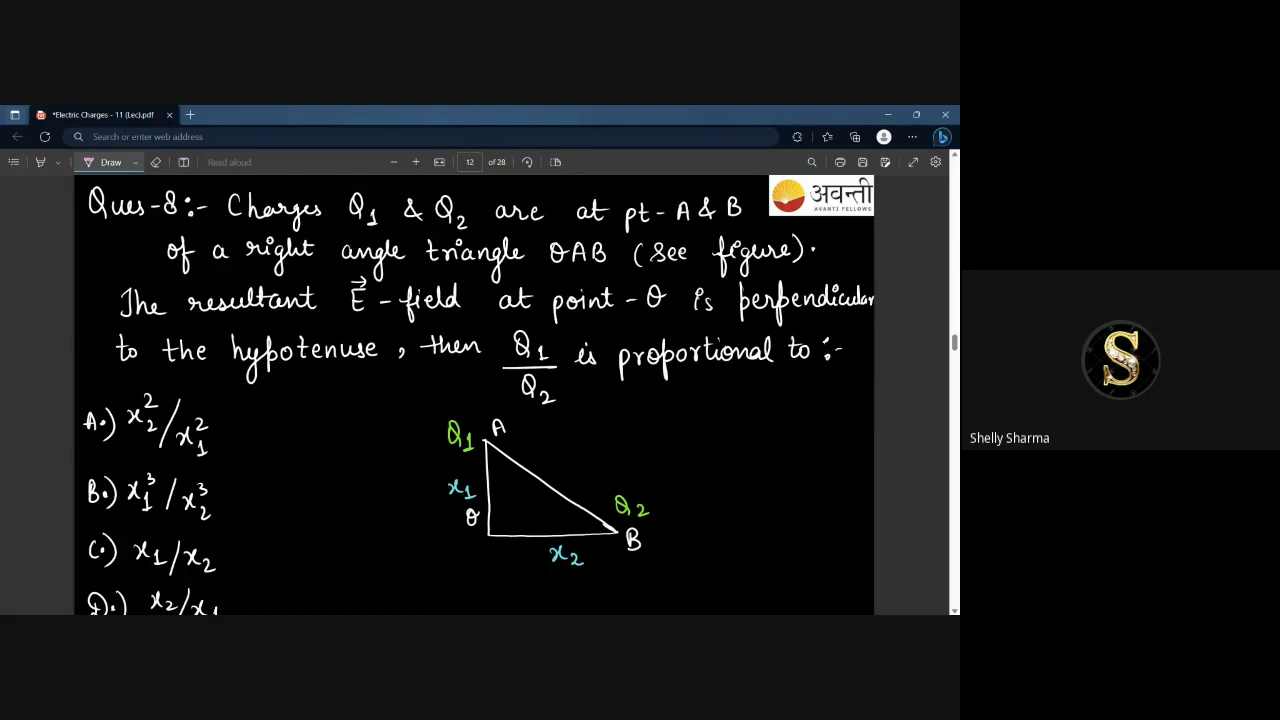 *Electric Charges - 11 (Lec).pdf
Search or enter web address
Draw
Read aloud
12 of 28
अवन्ती
AVANTI FELLOWS
Ques-8:- Charges Q₁ & Q₂ are at pt-A & B
of a right angle triangle OAB (See figure).
The resultant E⃗-field at point-O is perpendicular
to the hypotenuse, then Q₁/Q₂ is proportional to :-
A.) x₂²/x₁²
B.) x₁³/x₂³
C.) x₁/x₂
D.) x₂/x₁
Q₁ A
x₁
O
Q₂
B
x₂
S
Shelly Sharma